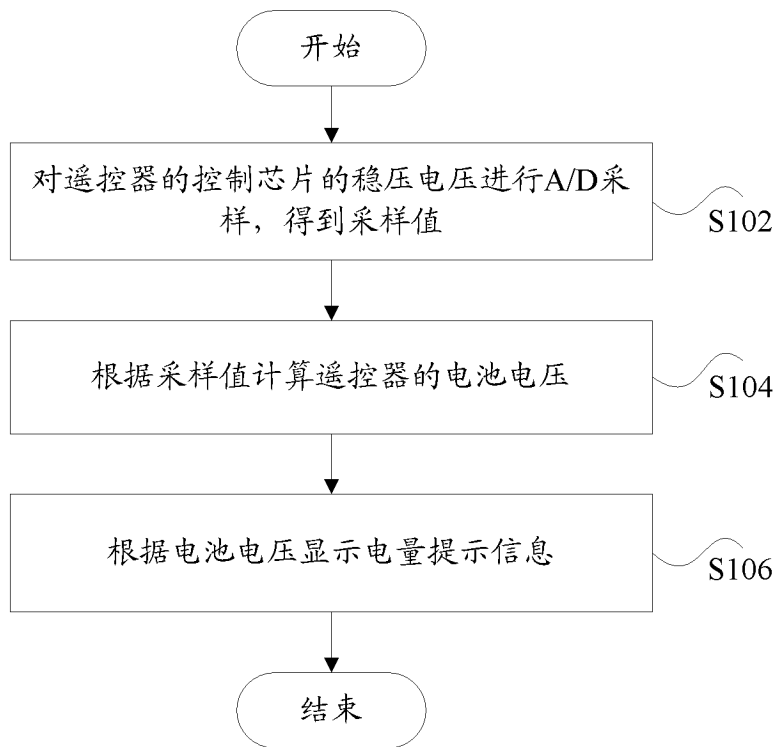 开始
对遥控器的控制芯片的稳压电压进行A/D采
样，得到采样值
S102
根据采样值计算遥控器的电池电压
S104
根据电池电压显示电量提示信息
S106
结束